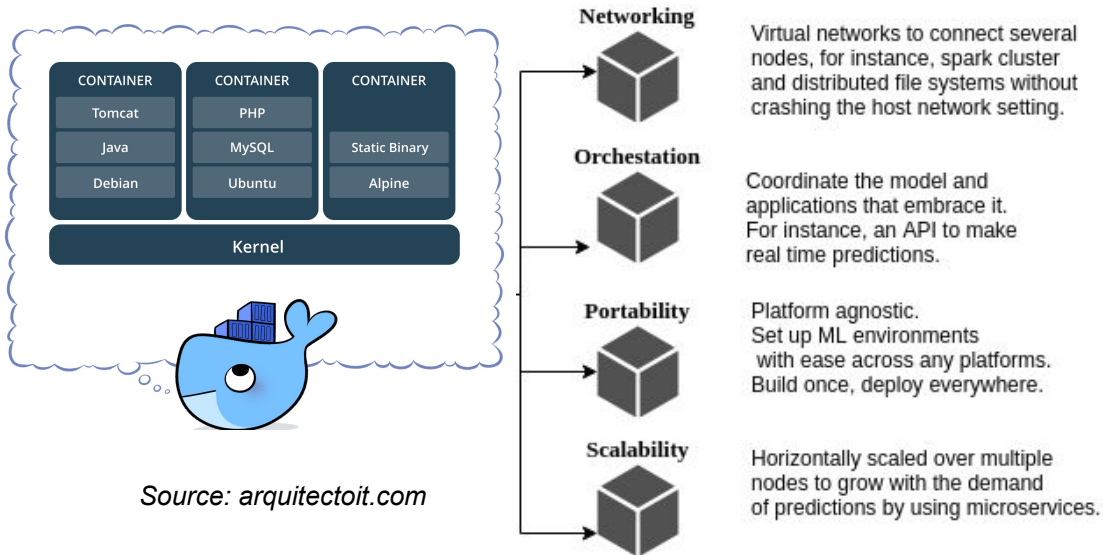 CONTAINER
Tomcat
Java
Debian
CONTAINER
PHP
MySQL
Ubuntu
CONTAINER
Static Binary
Alpine
Kernel
Source: arquitectoit.com
Networking
Virtual networks to connect several
nodes, for instance, spark cluster
and distributed file systems without
crashing the host network setting.
Orchestation
Coordinate the model and
applications that embrace it.
For instance, an API to make
real time predictions.
Portability
Platform agnostic.
Set up ML environments
with ease across any platforms.
Build once, deploy everywhere.
Scalability
Horizontally scaled over multiple
nodes to grow with the demand
of predictions by using microservices.